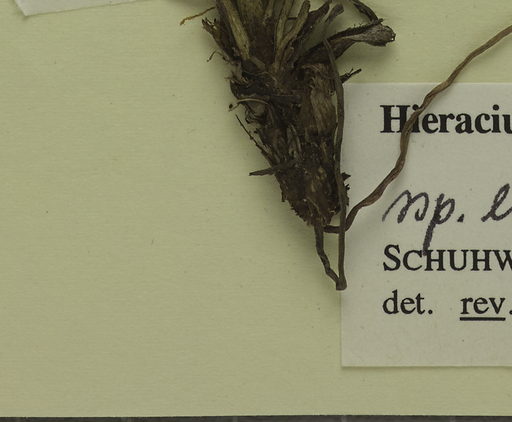 Hieraciu
sp. e
SCHUHW
det. rev.